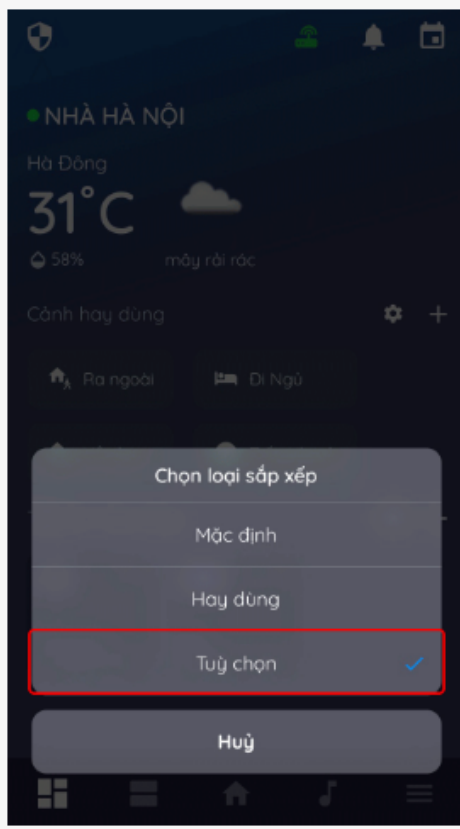 NHÀ HÀ NỘI
Hà Đông
31°C
58% mây rải rác
Cảnh hay dùng
Ra ngoài Đi Ngủ
Chọn loại sắp xếp
Mặc định
Hay dùng
Tuỳ chọn
Huỷ